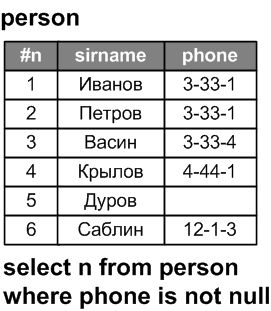 person
#n sirname phone
1 Иванов 3-33-1
2 Петров 3-33-1
3 Васин 3-33-4
4 Крылов 4-44-1
5 Дуров
6 Саблин 12-1-3
select n from person
where phone is not null